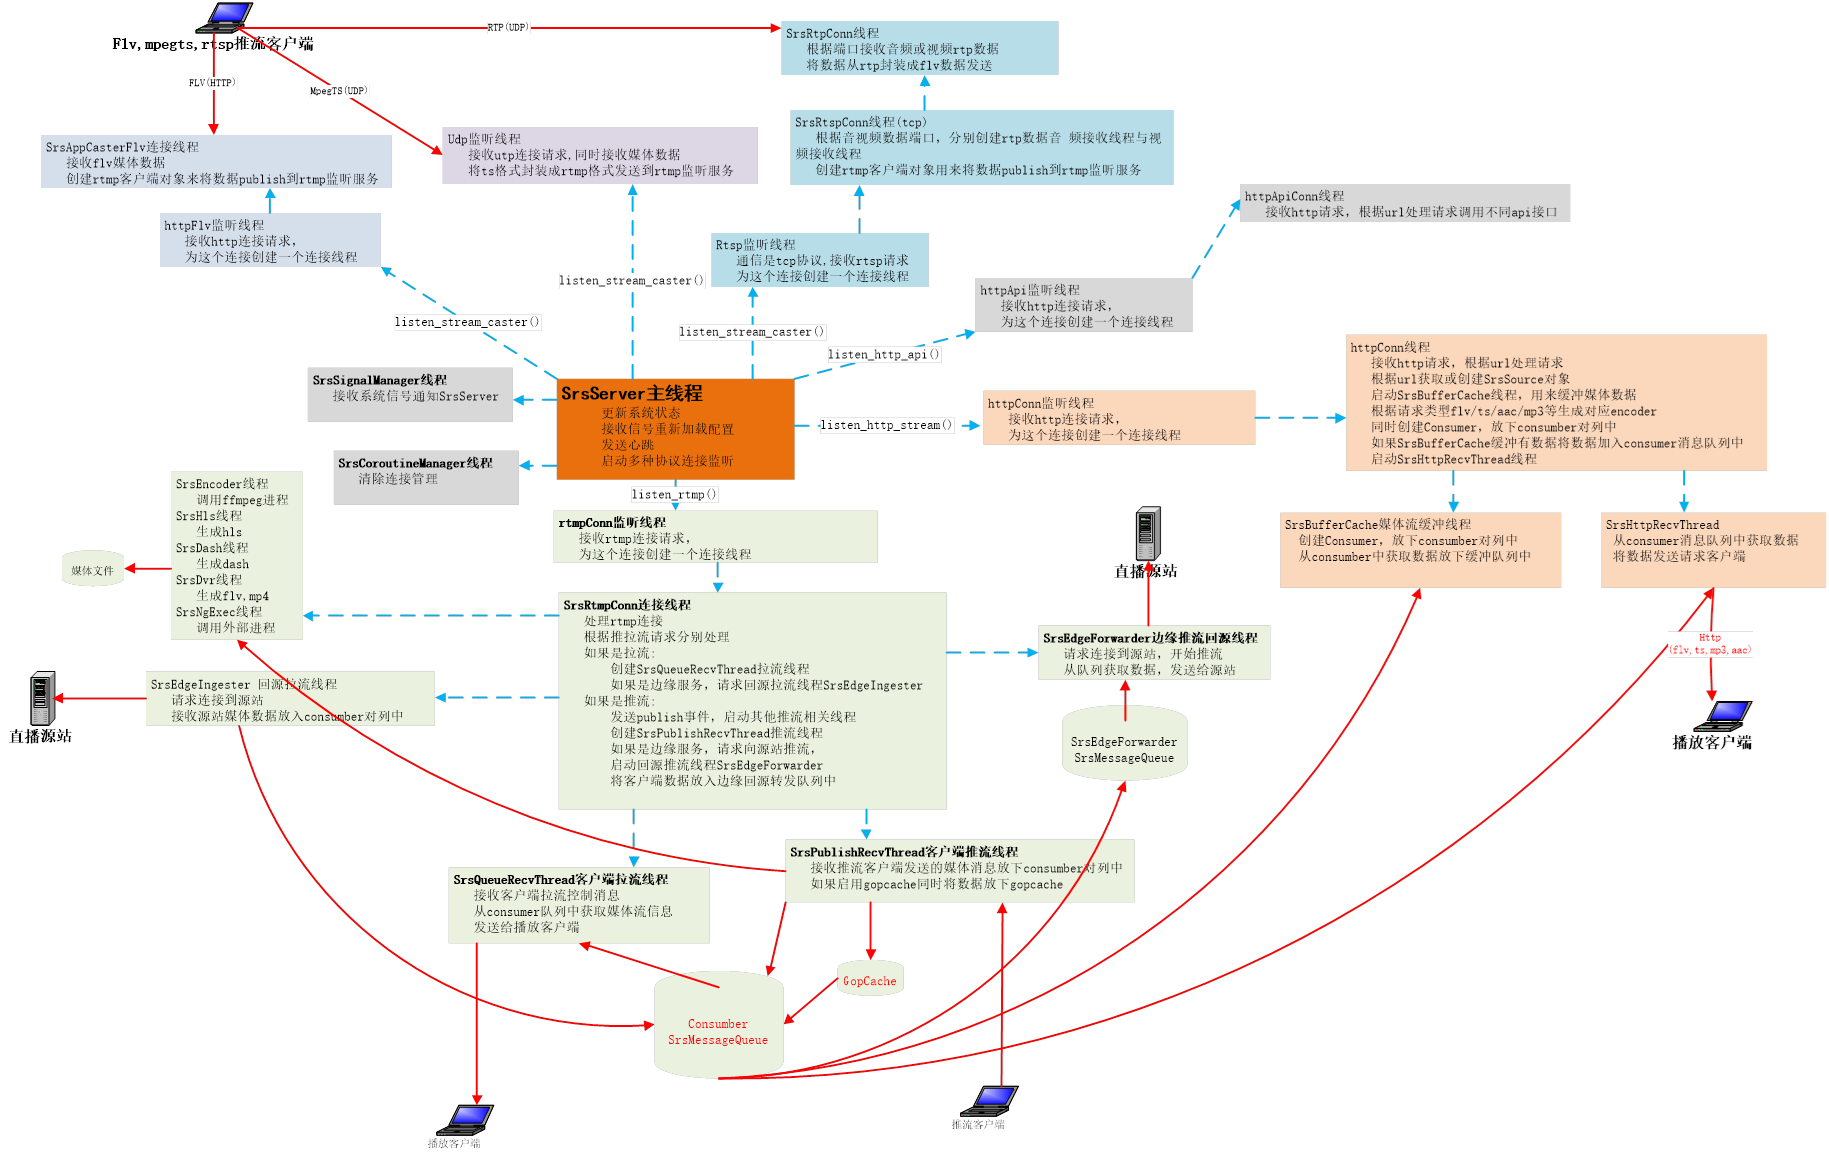 Flv,mpegts,rtsp推流客户端
RTP(UDP)
FLV(HTTP)
MpegTS(UDP)
SrsRtpConn线程
根据端口接收音频或视频rtp数据
将数据从rtp封装成flv数据发送
SrsAppCasterFlv连接线程
接收flv媒体数据
创建rtmp客户端对象来将数据publish到rtmp监听服务
Udp监听线程
接收utp连接请求,同时接收媒体数据
将ts格式封装成rtmp格式发送到rtmp监听服务
SrsRtspConn线程(tcp)
根据音视频数据端口，分别创建rtp数据音 频接收线程与视
频接收线程
创建rtmp客户端对象用来将数据publish到rtmp监听服务
httpApiConn线程
接收http请求，根据url处理请求调用不同api接口
httpFlv监听线程
接收http连接请求，
为这个连接创建一个连接线程
Rtsp监听线程
通信是tcp协议,接收rtsp请求
为这个连接创建一个连接线程
httpApi监听线程
接收http连接请求，
为这个连接创建一个连接线程
listen_stream_caster()
listen_stream_caster()
listen_stream_caster()
listen_http_api()
SrsSignalManager线程
接收系统信号通知SrsServer
SrsServer主线程
更新系统状态
接收信号重新加载配置
发送心跳
启动多种协议连接监听
listen_http_stream()
httpConn监听线程
接收http连接请求，
为这个连接创建一个连接线程
httpConn线程
接收http请求，根据url处理请求
根据url获取或创建SrsSource对象
启动SrsBufferCache线程，用来缓冲媒体数据
根据请求类型flv/ts/aac/mp3等生成对应encoder
同时创建Consumer，放下consumber对列中
如果SrsBufferCache缓冲有数据将数据加入consumer消息队列中
启动SrsHttpRecvThread线程
SrsCoroutineManager线程
清除连接管理
listen_rtmp()
rtmpConn监听线程
接收rtmp连接请求，
为这个连接创建一个连接线程
SrsEncoder线程
调用ffmpeg进程
SrsHls线程
生成hls
SrsDash线程
生成dash
SrsDvr线程
生成flv,mp4
SrsNgExec线程
调用外部进程
媒体文件
直播源站
SrsBufferCache媒体流缓冲线程
创建Consumer，放下consumber对列中
从consumber中获取数据放下缓冲队列中
SrsHttpRecvThread
从consumer消息队列中获取数据
将数据发送请求客户端
SrsRtmpConn连接线程
处理rtmp连接
根据推拉流请求分别处理
如果是拉流:
创建SrsQueueRecvThread拉流线程
如果是边缘服务，请求回源拉流线程SrsEdgeIngester
如果是推流:
发送publish事件，启动其他推流相关线程
创建SrsPublishRecvThread推流线程
如果是边缘服务，请求向源站推流，
启动回源推流线程SrsEdgeForwarder
将客户端数据放入边缘回源转发队列中
SrsEdgeForwarder边缘推流回源线程
请求连接到源站，开始推流
从队列获取数据，发送给源站
Http
(flv,ts,mp3,aac)
SrsEdgeIngester 回源拉流线程
请求连接到源站
接收源站媒体数据放入consumber对列中
直播源站
SrsEdgeForwarder
SrsMessageQueue
播放客户端
SrsPublishRecvThread客户端推流线程
接收推流客户端发送的媒体消息放下consumber对列中
如果启用gopcache同时将数据放下gopcache
SrsQueueRecvThread客户端拉流线程
接收客户端拉流控制消息
从consumer队列中获取媒体流信息
发送给播放客户端
GopCache
Consumber
SrsMessageQueue
播放客户端
推流客户端